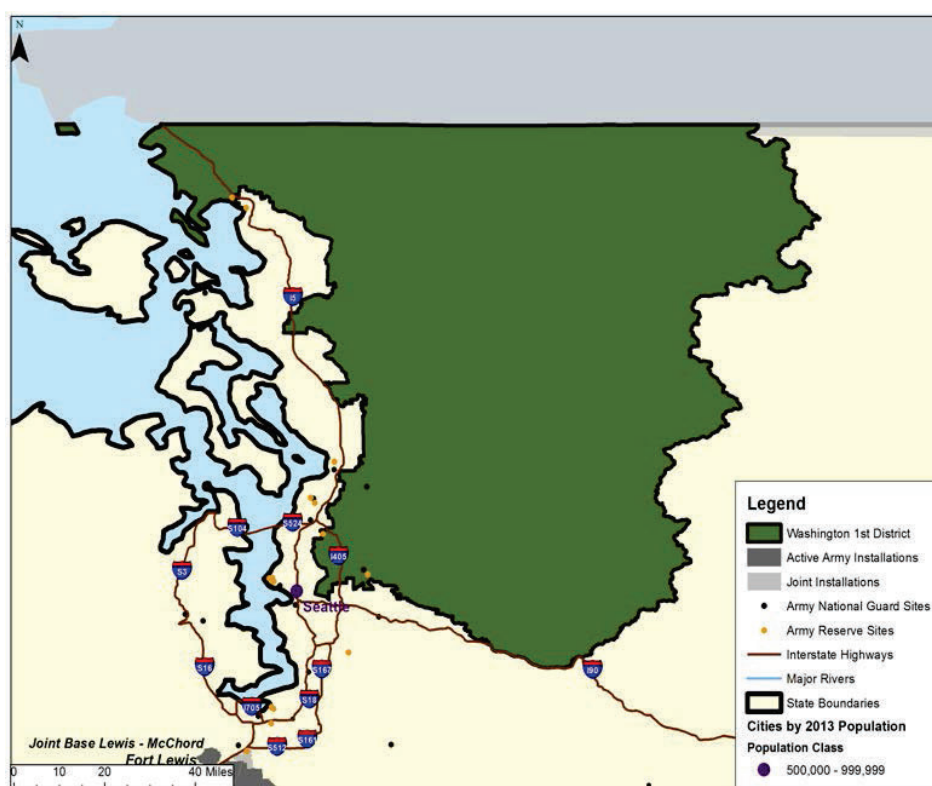 N
I5
S104
S524
I405
S3
Seattle
S16
S167
I90
I705
S18
S161
S512
Joint Base Lewis - McChord
Fort Lewis
0 10 20 40 Miles
Legend
Washington 1st District
Active Army Installations
Joint Installations
Army National Guard Sites
Army Reserve Sites
Interstate Highways
Major Rivers
State Boundaries
Cities by 2013 Population
Population Class
500,000 - 999,999